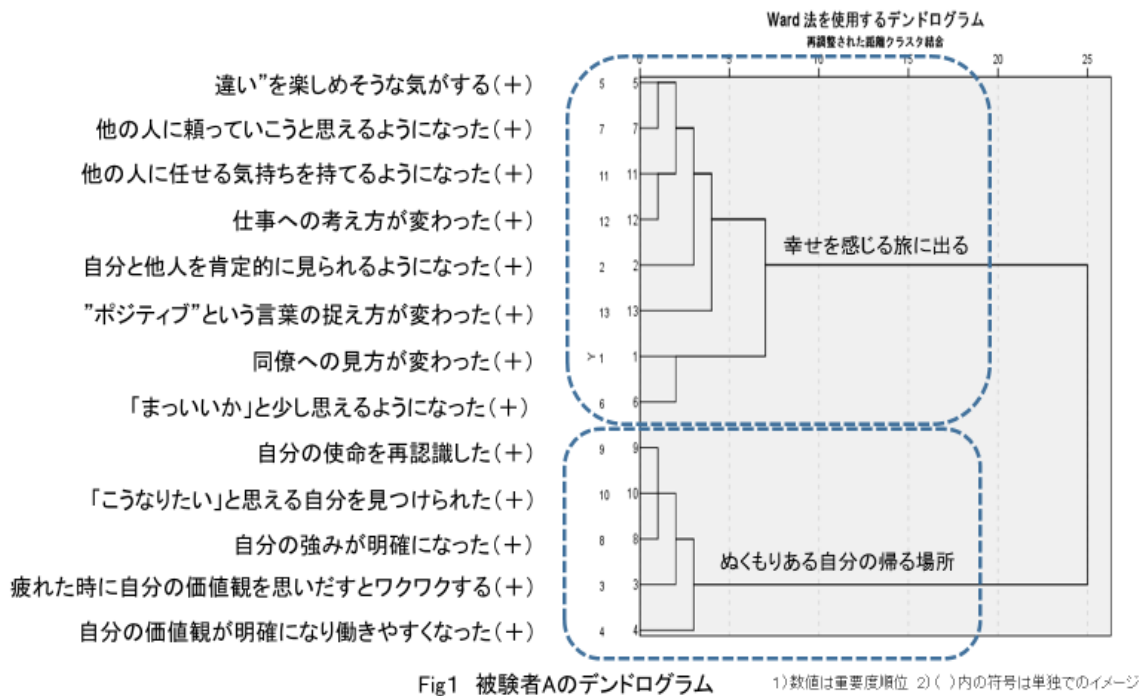 Ward 法を使用するデンドログラム
再調整された距離クラスタ結合
0 5 10 15 20 25
違い”を楽しめそうな気がする(+) 5 5
他の人に頼っていこうと思えるようになった(+) 7 7
他の人に任せる気持ちを持てるようになった(+) 11 11
仕事への考え方が変わった(+) 12 12
幸せを感じる旅に出る
自分と他人を肯定的に見られるようになった(+) 2 2
”ポジティブ”という言葉の捉え方が変わった(+) 13 13
同僚への見方が変わった(+) Y 1 1
「まっいいか」と少し思えるようになった(+) 6 6
自分の使命を再認識した(+) 9 9
「こうなりたい」と思える自分を見つけられた(+) 10 10
自分の強みが明確になった(+) 8 8
ぬくもりある自分の帰る場所
疲れた時に自分の価値観を思いだすとワクワクする(+) 3 3
自分の価値観が明確になり働きやすくなった(+) 4 4
Fig1 被験者Aのデンドログラム 1)数値は重要度順位 2)( )内の符号は単独でのイメージ